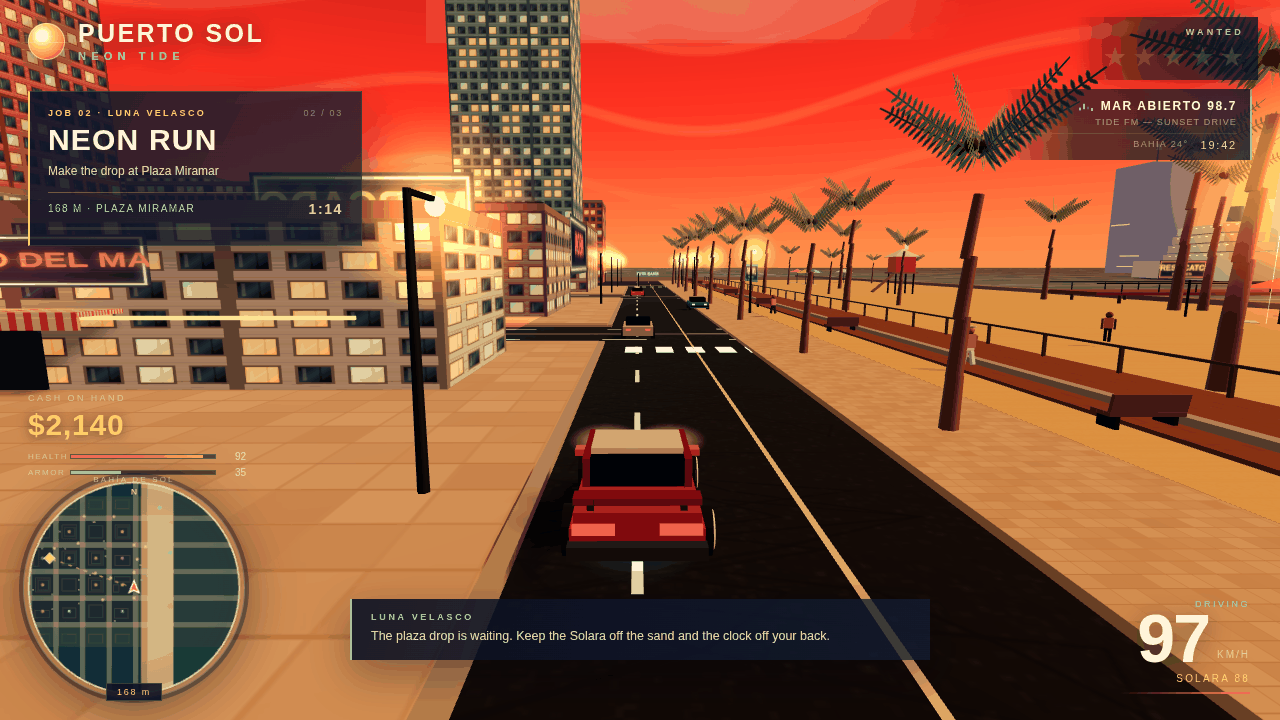 PUERTO SOL
NEON TIDE
JOB 02 · LUNA VELASCO
02 / 03
NEON RUN
Make the drop at Plaza Miramar
168 M · PLAZA MIRAMAR
1:14
WANTED
MAR ABIERTO 98.7
TIDE FM — SUNSET DRIVE
BAHÍA 24°
19:42
DEL MA
CASH ON HAND
$2,140
HEALTH
92
ARMOR
35
BAHÍA DE SOL
N
168 m
LUNA VELASCO
The plaza drop is waiting. Keep the Solara off the sand and the clock off your back.
DRIVING
97
KM/H
SOLARA 88